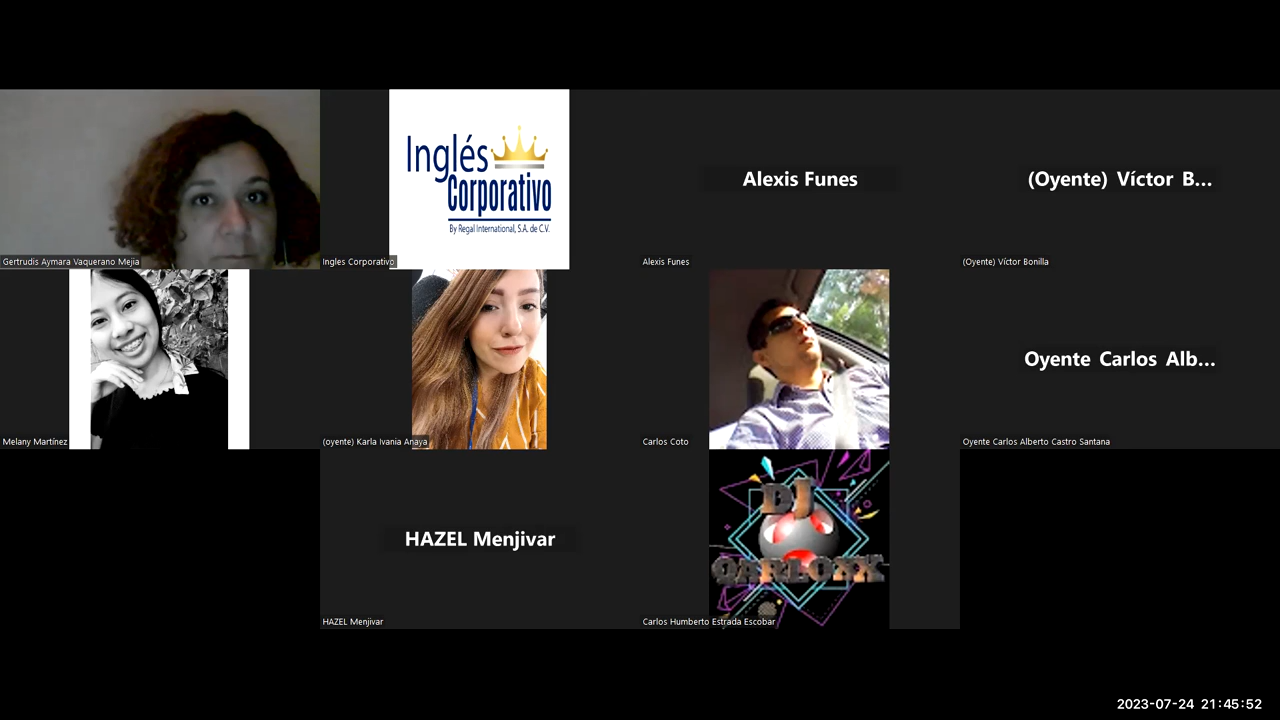 Inglés
Corporativo
By Regal International, S.A. de C.V.
Alexis Funes
(Oyente) Víctor B...
Gertrudis Aymara Vaquerano Mejia
Ingles Corporativo
Alexis Funes
(Oyente) Víctor Bonilla
Oyente Carlos Alb...
Melany Martínez
(oyente) Karla Ivania Anaya
Carlos Coto
Oyente Carlos Alberto Castro Santana
DJ
QARLOXX
HAZEL Menjivar
HAZEL Menjivar
Carlos Humberto Estrada Escobar
2023-07-24 21:45:52